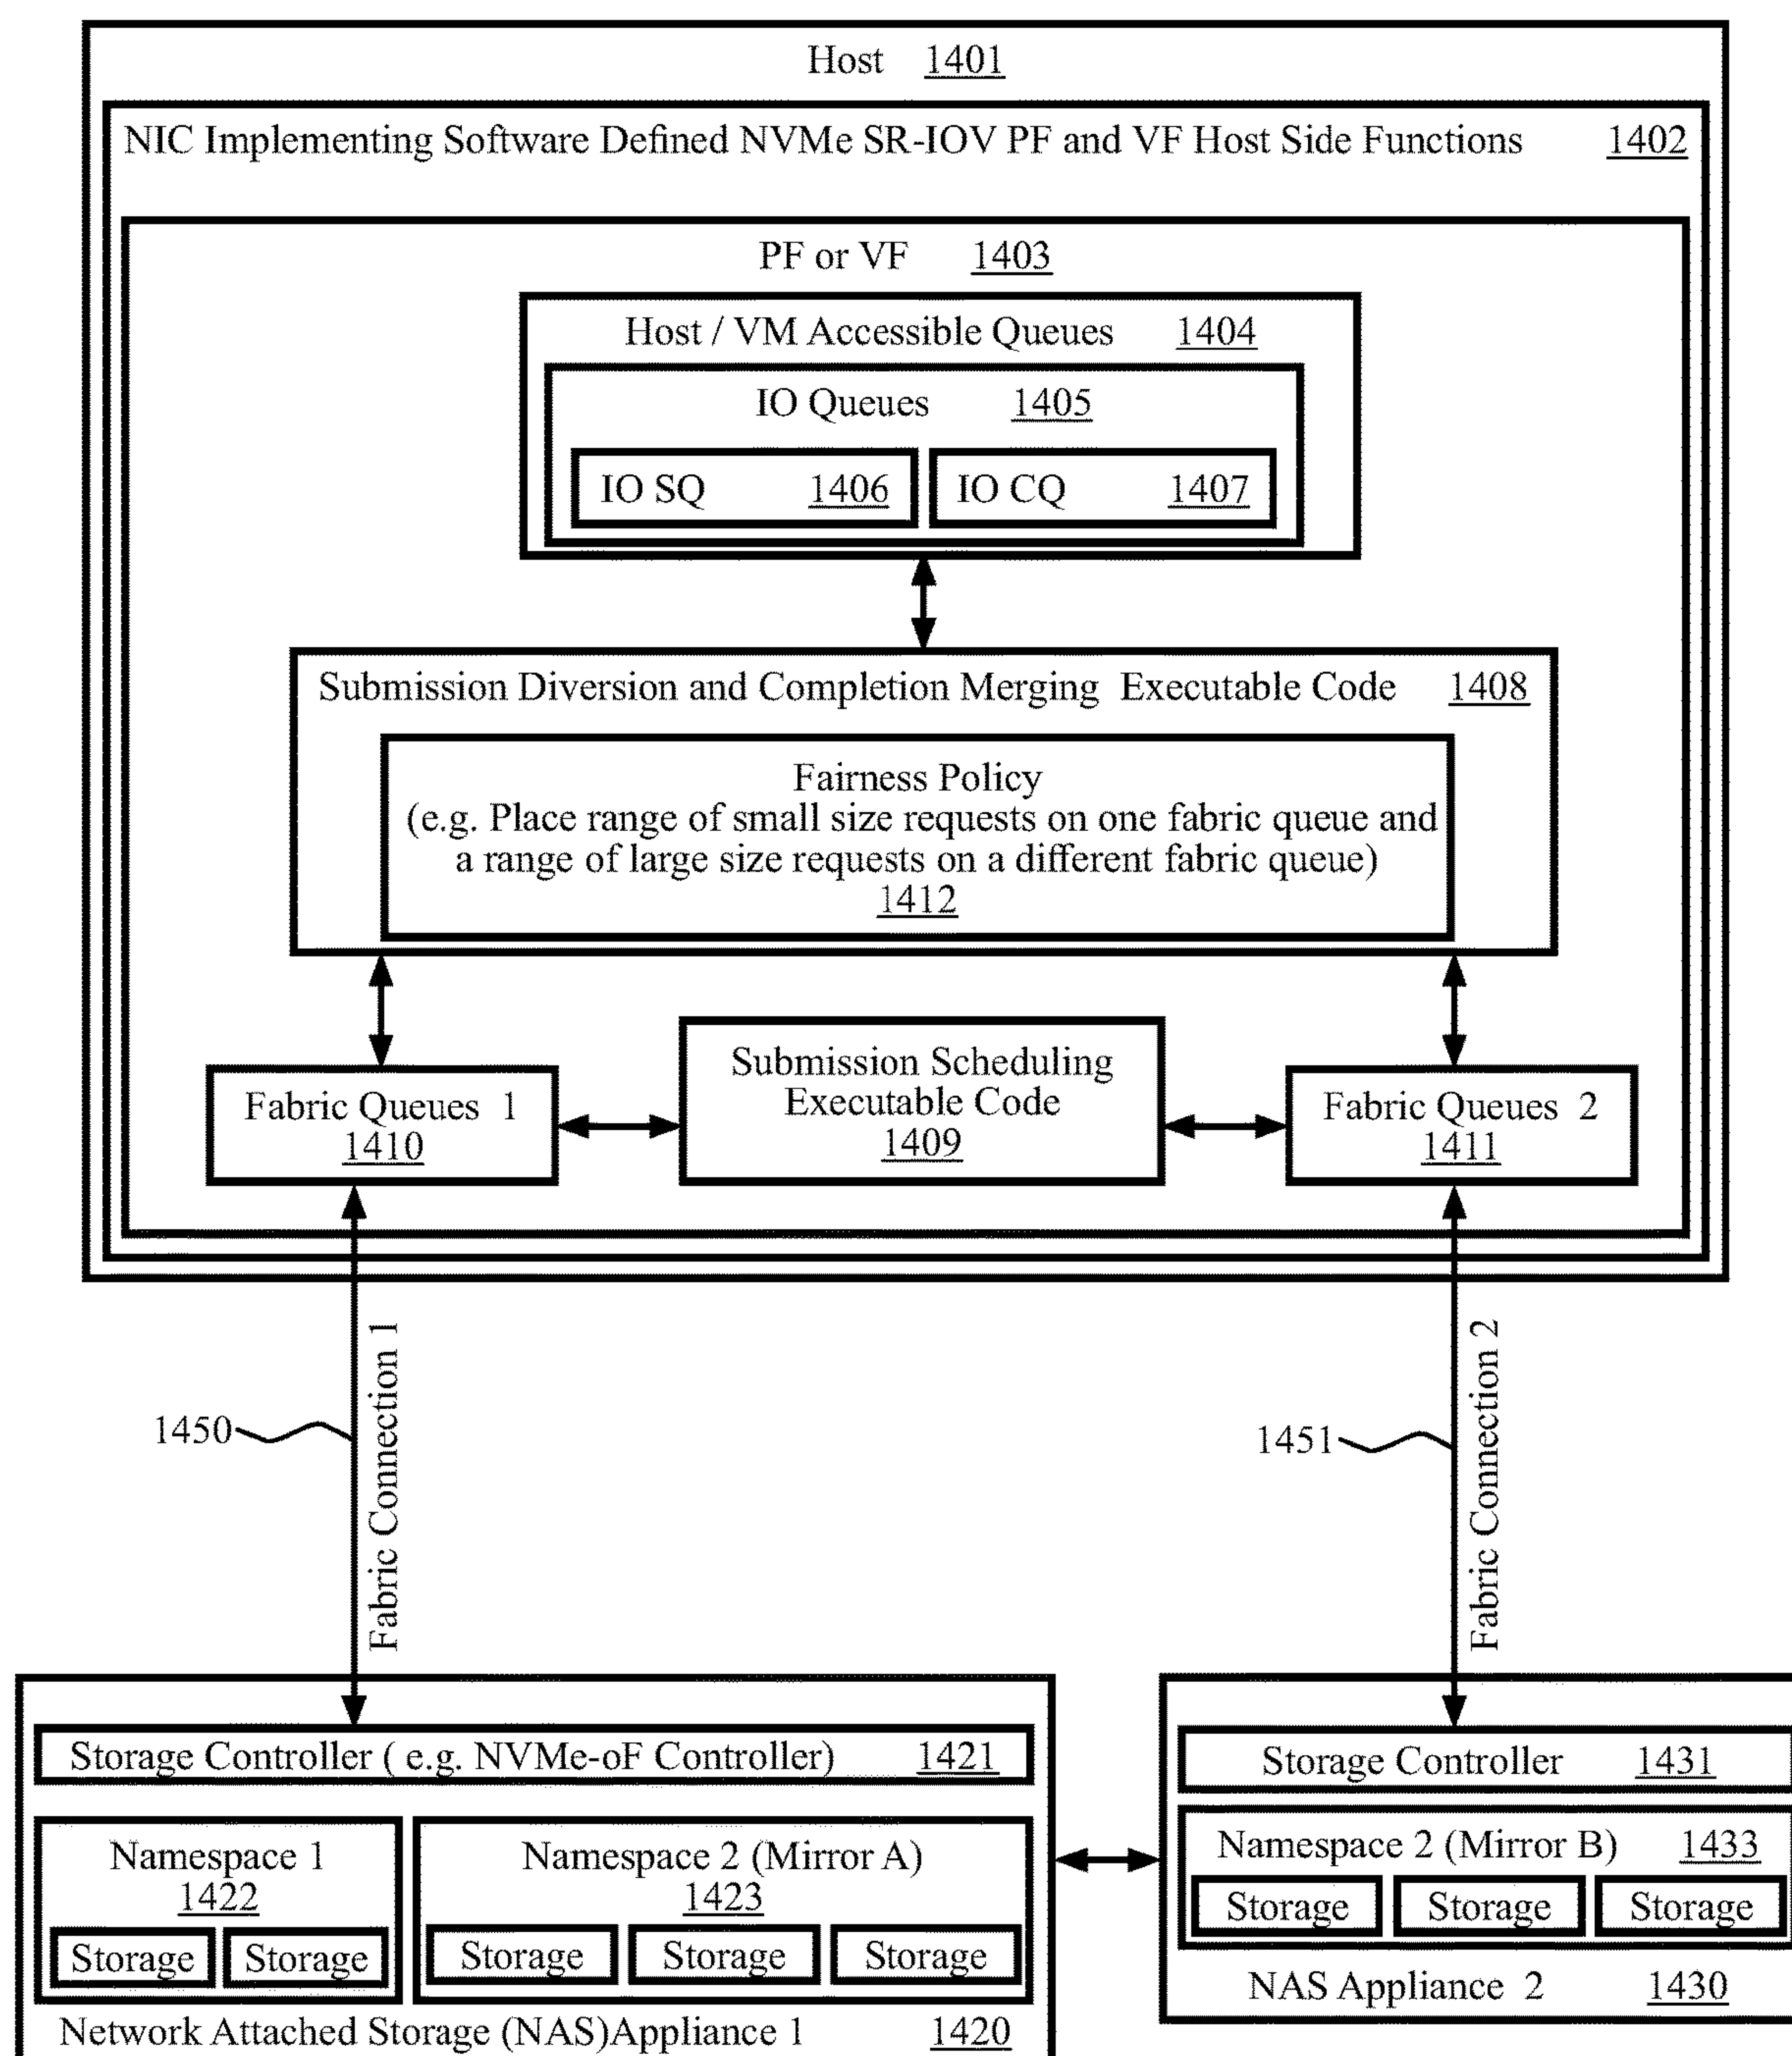 Host 1401
NIC Implementing Software Defined NVMe SR-IOV PF and VF Host Side Functions 1402
PF or VF 1403
Host / VM Accessible Queues 1404
IO Queues 1405
IO SQ 1406
IO CQ 1407
Submission Diversion and Completion Merging Executable Code 1408
Fairness Policy
(e.g. Place range of small size requests on one fabric queue and
a range of large size requests on a different fabric queue)
1412
Fabric Queues 1
1410
Submission Scheduling
Executable Code
1409
Fabric Queues 2
1411
1450
Fabric Connection 1
1451
Fabric Connection 2
Storage Controller ( e.g. NVMe-oF Controller) 1421
Namespace 1
1422
Storage
Storage
Namespace 2 (Mirror A)
1423
Storage
Storage
Storage
Network Attached Storage (NAS)Appliance 1 1420
Storage Controller 1431
Namespace 2 (Mirror B) 1433
Storage
Storage
Storage
NAS Appliance 2 1430